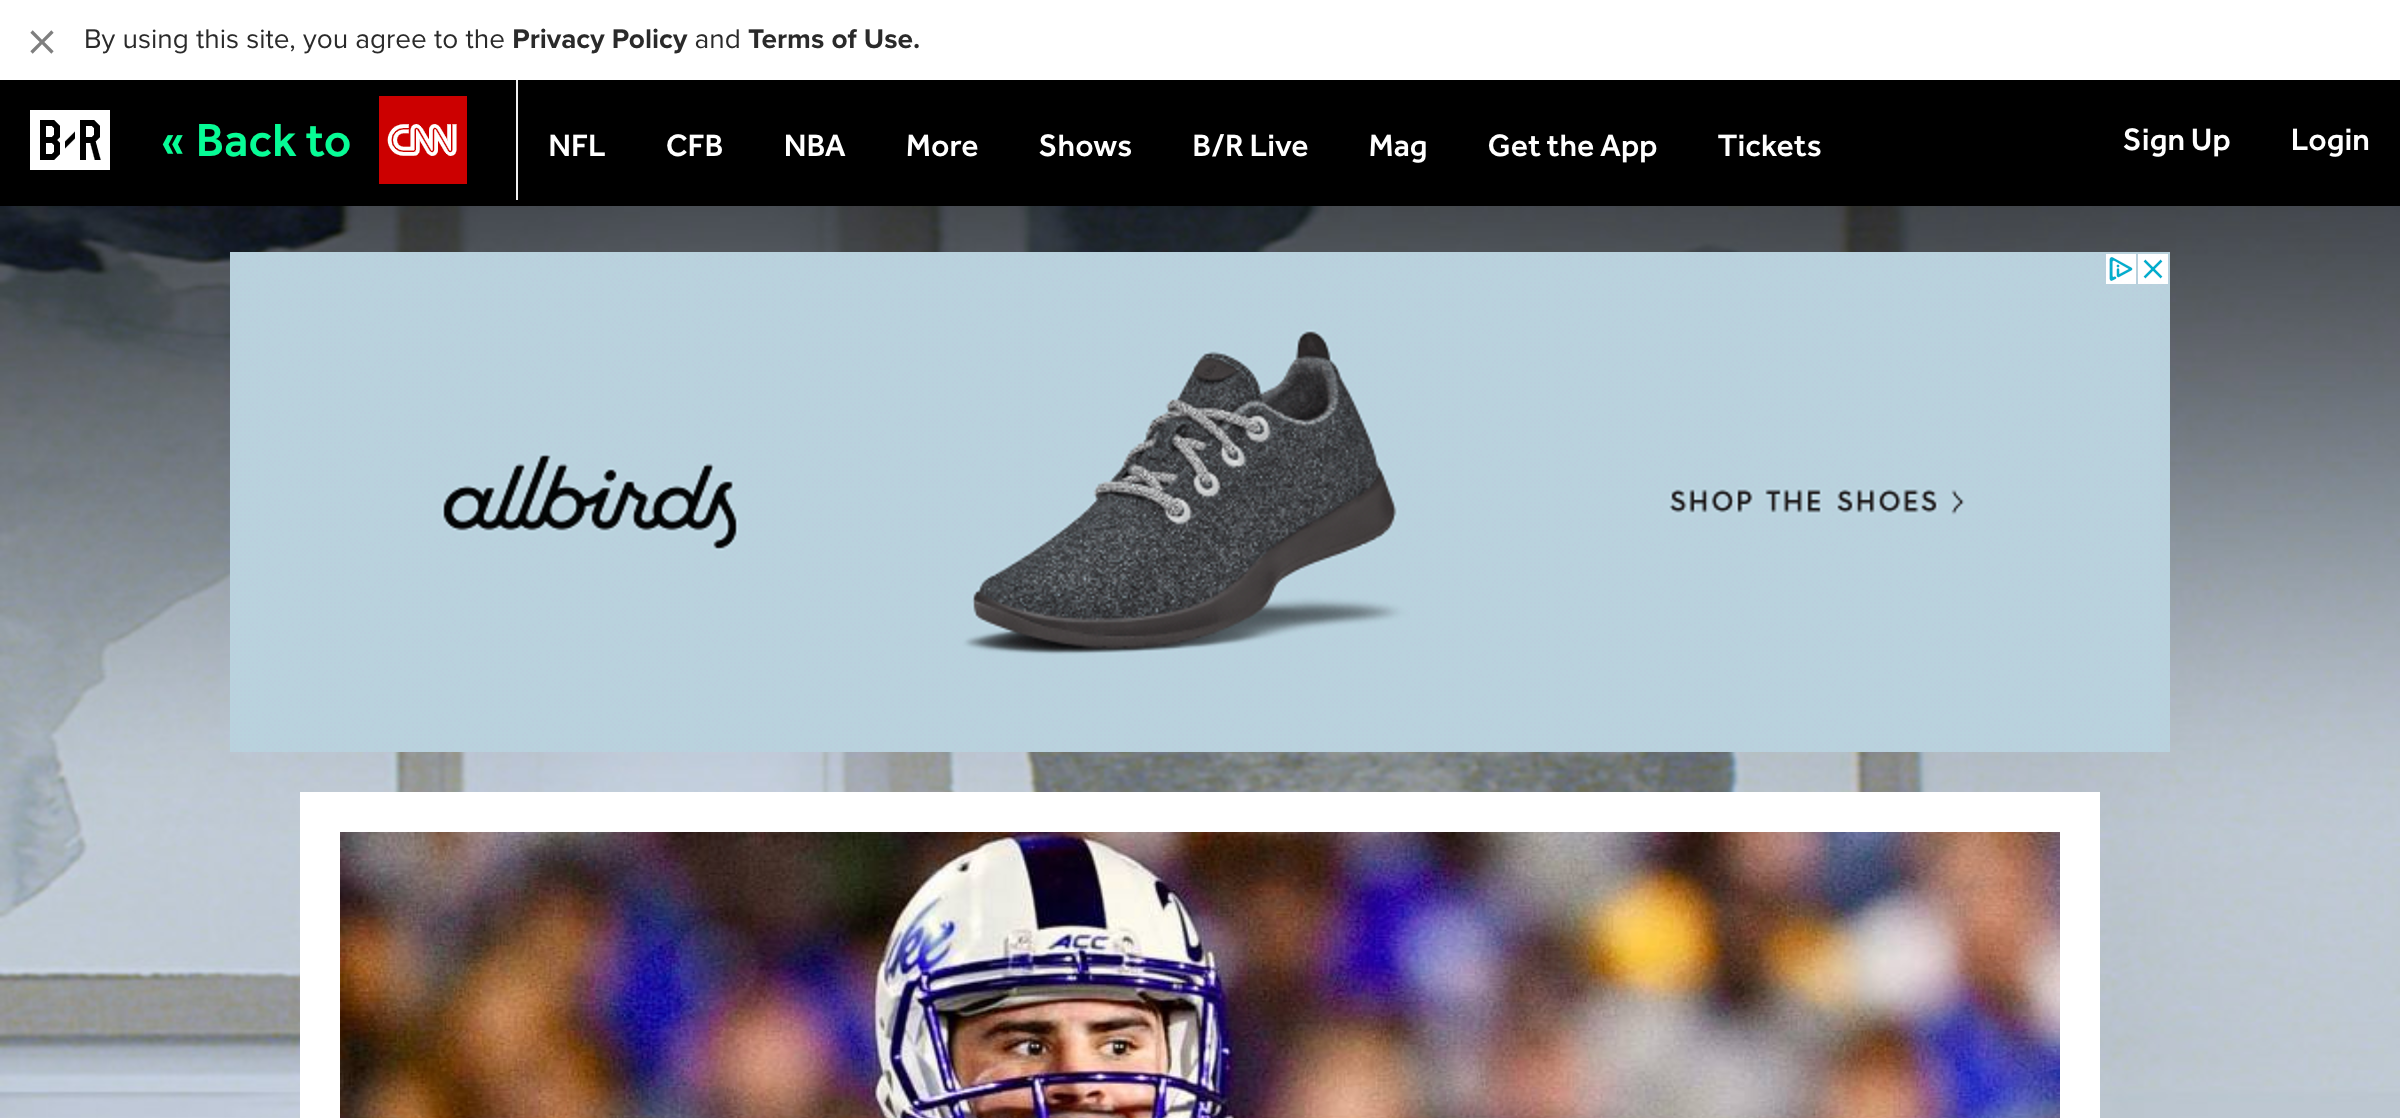 By using this site, you agree to the Privacy Policy and Terms of Use.
B/R
« Back to CNN
NFL CFB NBA More Shows B/R Live Mag Get the App Tickets
Sign Up Login
allbirds
SHOP THE SHOES >
ACC